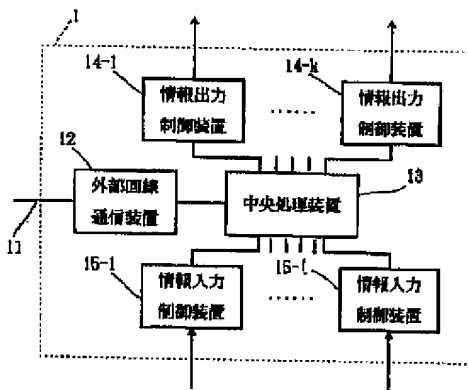 1
14-1
情報出力
制御装置
……
14-k
情報出力
制御装置
12
外部回線
通信装置
11
中央処理装置
13
15-1
情報入力
制御装置
……
15-ℓ
情報入力
制御装置